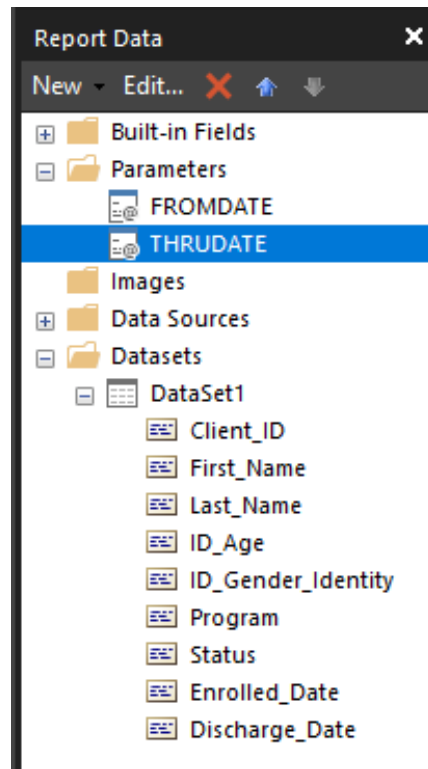 Report Data
New Edit...
Built-in Fields
Parameters
FROMDATE
THRUDATE
Images
Data Sources
Datasets
DataSet1
Client_ID
First_Name
Last_Name
ID_Age
ID_Gender_Identity
Program
Status
Enrolled_Date
Discharge_Date